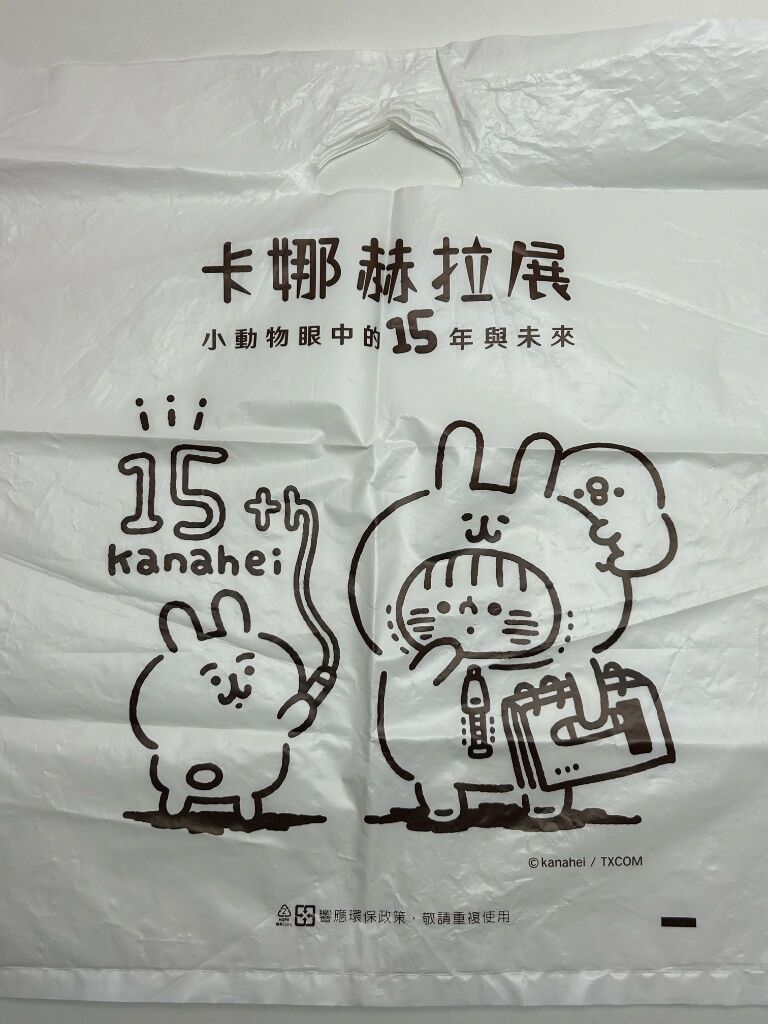 卡娜赫拉展
小動物眼中的15年與未來
15th
kanahei
©kanahei / TXCOM
響應環保政策，敬請重複使用